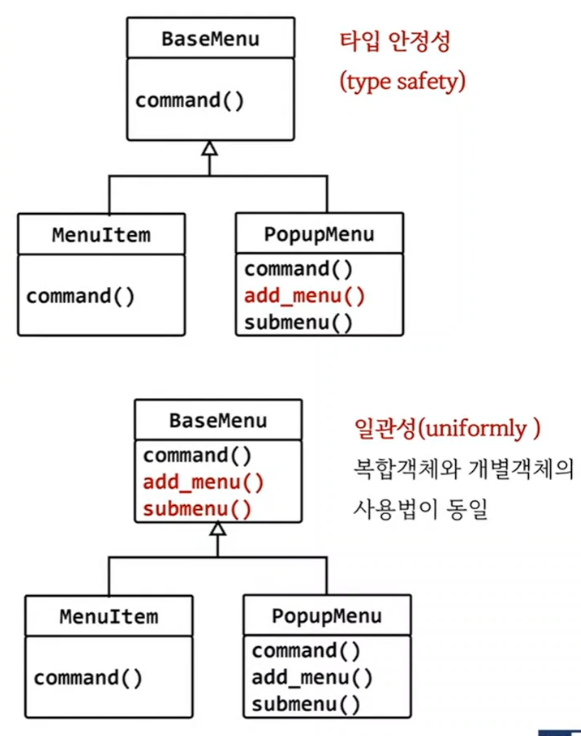 BaseMenu
command()
타입 안정성
(type safety)
MenuItem
command()
PopupMenu
command()
add_menu()
submenu()
BaseMenu
command()
add_menu()
submenu()
일관성(uniformly )
복합객체와 개별객체의
사용법이 동일
MenuItem
command()
PopupMenu
command()
add_menu()
submenu()